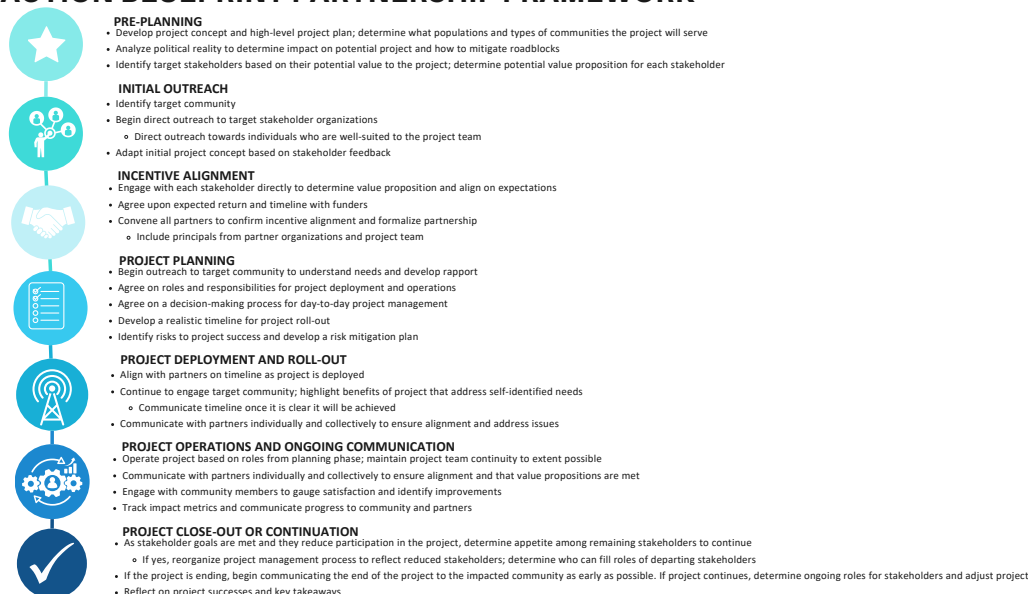 ACTION BLUEPRINT: PARTNERSHIP FRAMEWORK
PRE-PLANNING
• Develop project concept and high-level project plan; determine what populations and types of communities the project will serve
• Analyze political reality to determine impact on potential project and how to mitigate roadblocks
• Identify target stakeholders based on their potential value to the project; determine potential value proposition for each stakeholder
INITIAL OUTREACH
• Identify target community
• Begin direct outreach to target stakeholder organizations
∘ Direct outreach towards individuals who are well-suited to the project team
• Adapt initial project concept based on stakeholder feedback
INCENTIVE ALIGNMENT
• Engage with each stakeholder directly to determine value proposition and align on expectations
• Agree upon expected return and timeline with funders
• Convene all partners to confirm incentive alignment and formalize partnership
∘ Include principals from partner organizations and project team
PROJECT PLANNING
• Begin outreach to target community to understand needs and develop rapport
• Agree on roles and responsibilities for project deployment and operations
• Agree on a decision-making process for day-to-day project management
• Develop a realistic timeline for project roll-out
• Identify risks to project success and develop a risk mitigation plan
PROJECT DEPLOYMENT AND ROLL-OUT
• Align with partners on timeline as project is deployed
• Continue to engage target community; highlight benefits of project that address self-identified needs
∘ Communicate timeline once it is clear it will be achieved
• Communicate with partners individually and collectively to ensure alignment and address issues
PROJECT OPERATIONS AND ONGOING COMMUNICATION
• Operate project based on roles from planning phase; maintain project team continuity to extent possible
• Communicate with partners individually and collectively to ensure alignment and that value propositions are met
• Engage with community members to gauge satisfaction and identify improvements
• Track impact metrics and communicate progress to community and partners
PROJECT CLOSE-OUT OR CONTINUATION
• As stakeholder goals are met and they reduce participation in the project, determine appetite among remaining stakeholders to continue
∘ If yes, reorganize project management process to reflect reduced stakeholders; determine who can fill roles of departing stakeholders
• If the project is ending, begin communicating the end of the project to the impacted community as early as possible. If project continues, determine ongoing roles for stakeholders and adjust project
• Reflect on project successes and key takeaways